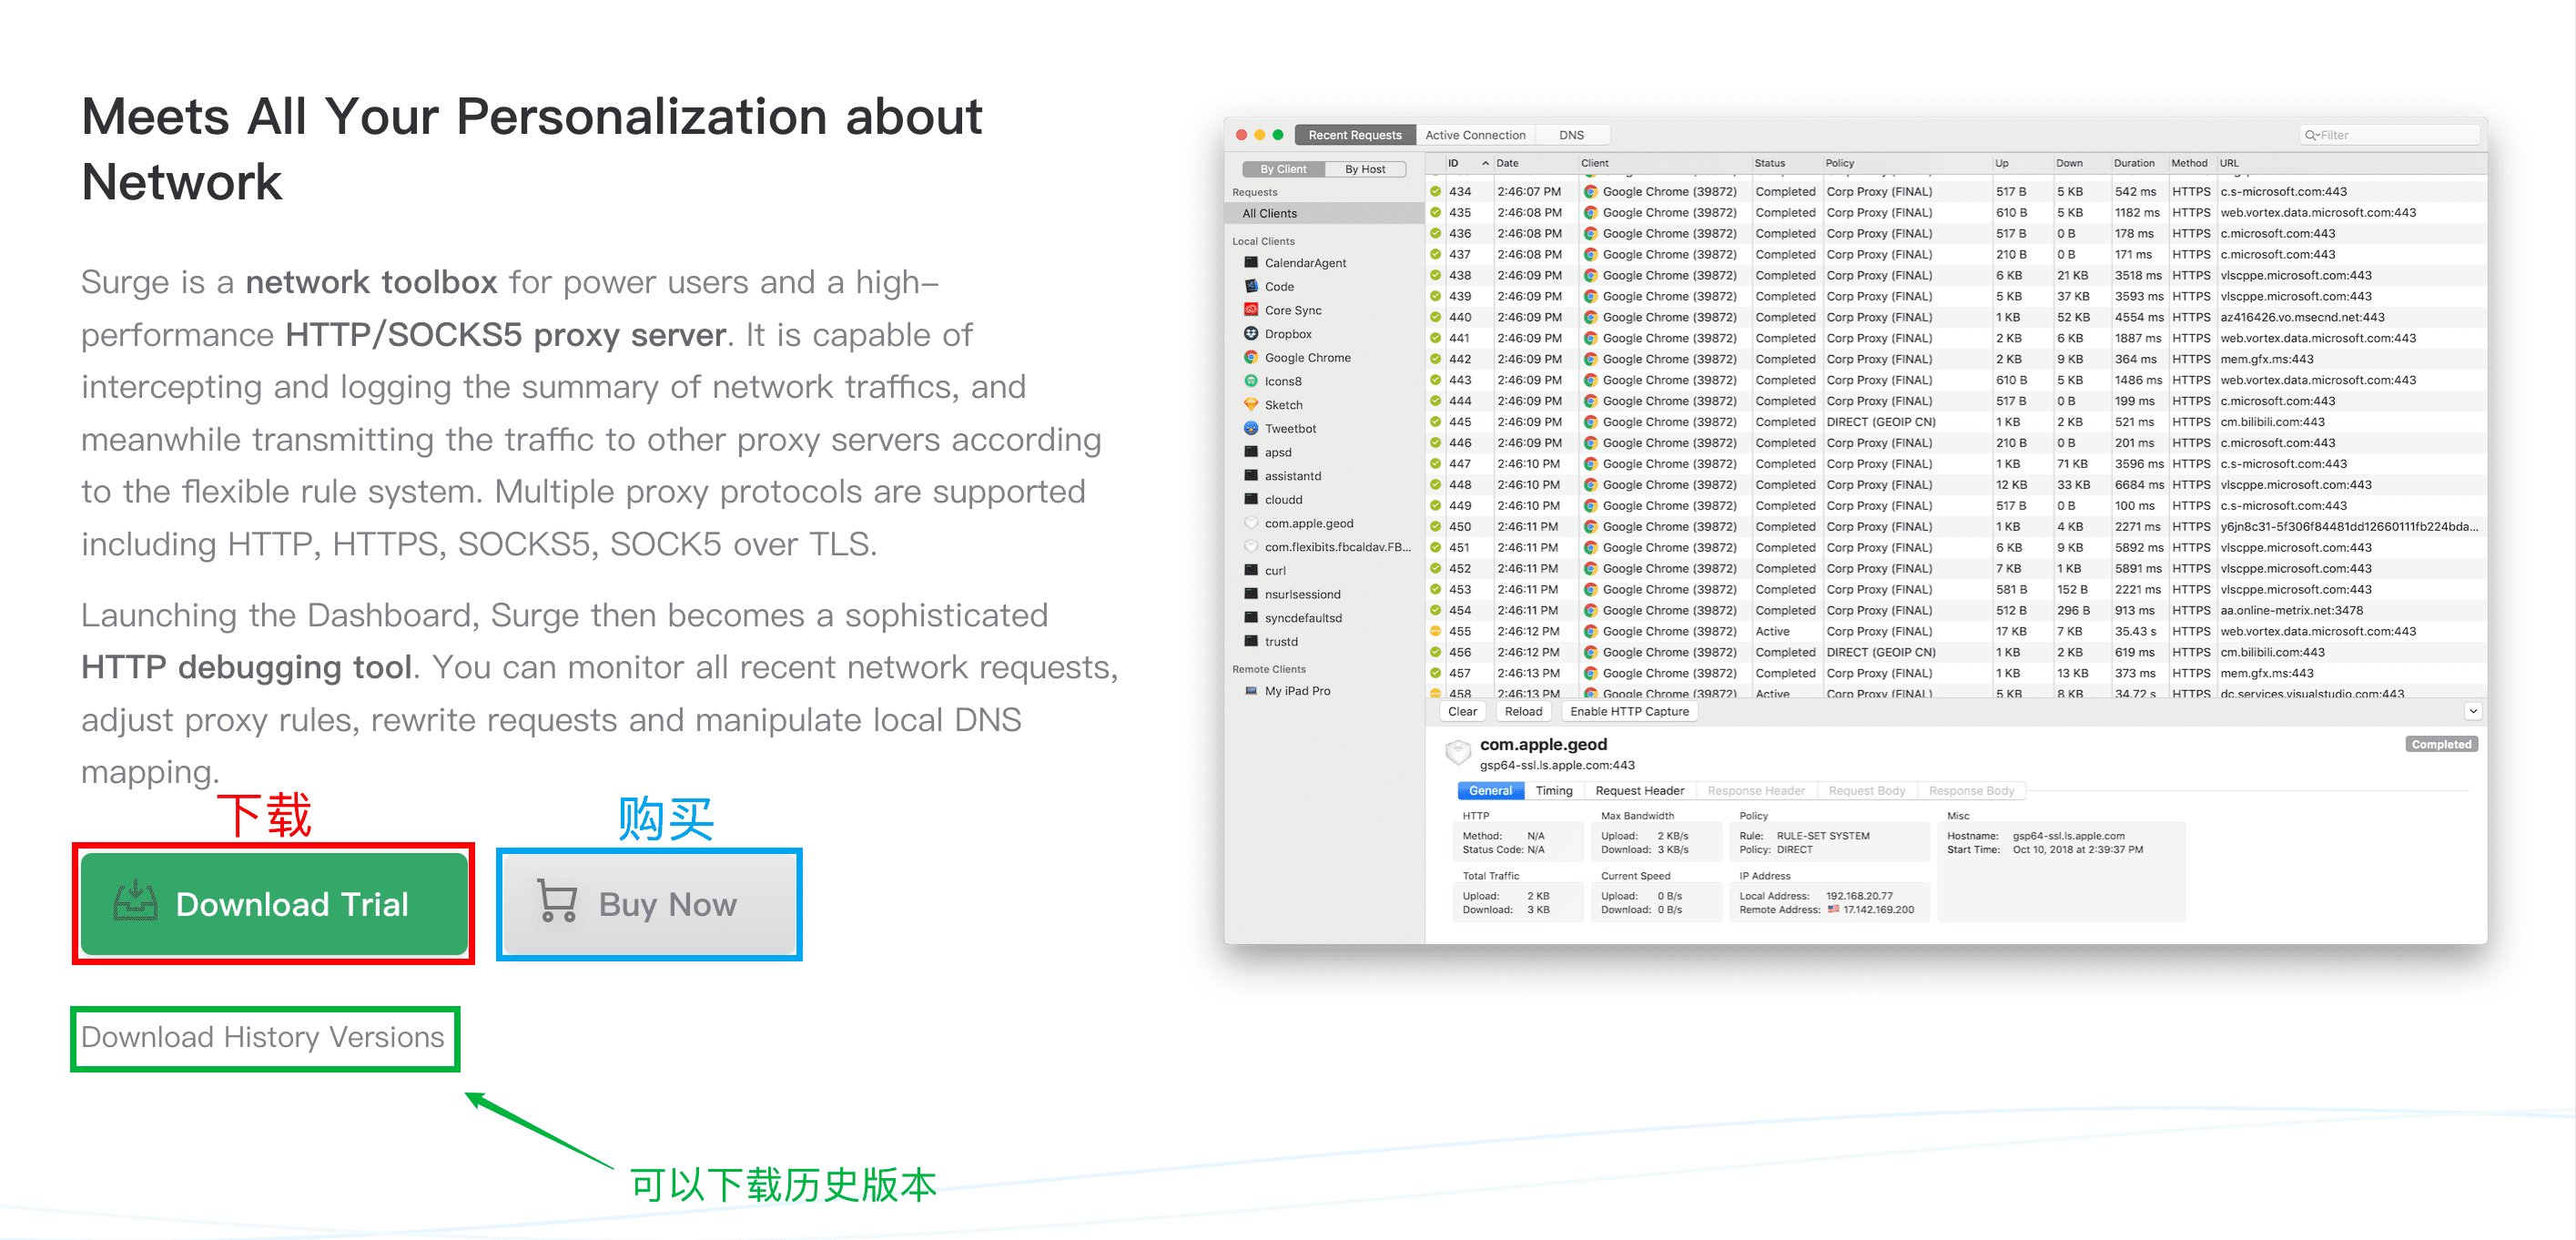 Meets All Your Personalization about
Network
Surge is a network toolbox for power users and a high-
performance HTTP/SOCKS5 proxy server. It is capable of
intercepting and logging the summary of network traffics, and
meanwhile transmitting the traffic to other proxy servers according
to the flexible rule system. Multiple proxy protocols are supported
including HTTP, HTTPS, SOCKS5, SOCK5 over TLS.
Launching the Dashboard, Surge then becomes a sophisticated
HTTP debugging tool. You can monitor all recent network requests,
adjust proxy rules, rewrite requests and manipulate local DNS
mapping.
下载
购买
Download Trial
Buy Now
Download History Versions
可以下载历史版本
Recent Requests Active Connection DNS
Filter
By Client By Host
Requests
All Clients
Local Clients
CalendarAgent
Code
Core Sync
Dropbox
Google Chrome
Icons8
Sketch
Tweetbot
apsd
assistantd
cloudd
com.apple.geod
com.flexibits.fbcaldav.FB...
curl
nsurlsessiond
syncdefaultsd
trustd
Remote Clients
My iPad Pro
ID Date Client Status Policy Up Down Duration Method URL
434 2:46:07 PM Google Chrome (39872) Completed Corp Proxy (FINAL) 517 B 5 KB 542 ms HTTPS c.s-microsoft.com:443
435 2:46:08 PM Google Chrome (39872) Completed Corp Proxy (FINAL) 610 B 5 KB 1182 ms HTTPS web.vortex.data.microsoft.com:443
436 2:46:08 PM Google Chrome (39872) Completed Corp Proxy (FINAL) 517 B 0 B 178 ms HTTPS c.microsoft.com:443
437 2:46:08 PM Google Chrome (39872) Completed Corp Proxy (FINAL) 210 B 0 B 171 ms HTTPS c.microsoft.com:443
438 2:46:09 PM Google Chrome (39872) Completed Corp Proxy (FINAL) 6 KB 21 KB 3518 ms HTTPS vlscppe.microsoft.com:443
439 2:46:09 PM Google Chrome (39872) Completed Corp Proxy (FINAL) 5 KB 37 KB 3593 ms HTTPS vlscppe.microsoft.com:443
440 2:46:09 PM Google Chrome (39872) Completed Corp Proxy (FINAL) 1 KB 52 KB 4554 ms HTTPS az416426.vo.msecnd.net:443
441 2:46:09 PM Google Chrome (39872) Completed Corp Proxy (FINAL) 2 KB 6 KB 1887 ms HTTPS web.vortex.data.microsoft.com:443
442 2:46:09 PM Google Chrome (39872) Completed Corp Proxy (FINAL) 2 KB 9 KB 364 ms HTTPS mem.gfx.ms:443
443 2:46:09 PM Google Chrome (39872) Completed Corp Proxy (FINAL) 610 B 5 KB 1486 ms HTTPS web.vortex.data.microsoft.com:443
444 2:46:09 PM Google Chrome (39872) Completed Corp Proxy (FINAL) 517 B 0 B 199 ms HTTPS c.microsoft.com:443
445 2:46:09 PM Google Chrome (39872) Completed DIRECT (GEOIP CN) 1 KB 2 KB 521 ms HTTPS cm.bilibili.com:443
446 2:46:09 PM Google Chrome (39872) Completed Corp Proxy (FINAL) 210 B 0 B 201 ms HTTPS c.microsoft.com:443
447 2:46:10 PM Google Chrome (39872) Completed Corp Proxy (FINAL) 1 KB 71 KB 3596 ms HTTPS c.s-microsoft.com:443
448 2:46:10 PM Google Chrome (39872) Completed Corp Proxy (FINAL) 12 KB 33 KB 6684 ms HTTPS vlscppe.microsoft.com:443
449 2:46:10 PM Google Chrome (39872) Completed Corp Proxy (FINAL) 517 B 0 B 100 ms HTTPS c.s-microsoft.com:443
450 2:46:11 PM Google Chrome (39872) Completed Corp Proxy (FINAL) 1 KB 4 KB 2271 ms HTTPS y6jn8c31-5f306f84481dd12660111fb224bda...
451 2:46:11 PM Google Chrome (39872) Completed Corp Proxy (FINAL) 6 KB 9 KB 5892 ms HTTPS vlscppe.microsoft.com:443
452 2:46:11 PM Google Chrome (39872) Completed Corp Proxy (FINAL) 7 KB 1 KB 5891 ms HTTPS vlscppe.microsoft.com:443
453 2:46:11 PM Google Chrome (39872) Completed Corp Proxy (FINAL) 581 B 152 B 2221 ms HTTPS vlscppe.microsoft.com:443
454 2:46:11 PM Google Chrome (39872) Completed Corp Proxy (FINAL) 512 B 296 B 913 ms HTTPS aa.online-metrix.net:3478
455 2:46:12 PM Google Chrome (39872) Active Corp Proxy (FINAL) 17 KB 7 KB 35.43 s HTTPS web.vortex.data.microsoft.com:443
456 2:46:12 PM Google Chrome (39872) Completed DIRECT (GEOIP CN) 1 KB 2 KB 619 ms HTTPS cm.bilibili.com:443
457 2:46:13 PM Google Chrome (39872) Completed Corp Proxy (FINAL) 1 KB 13 KB 373 ms HTTPS mem.gfx.ms:443
458 2:46:13 PM Google Chrome (39872) Active Corp Proxy (FINAL) 5 KB 8 KB 34.72 s HTTPS dc.services.visualstudio.com:443
Clear Reload Enable HTTP Capture
com.apple.geod
Completed
gsp64-ssl.ls.apple.com:443
General Timing Request Header Response Header Request Body Response Body
HTTP
Method: N/A
Status Code: N/A
Max Bandwidth
Upload: 2 KB/s
Download: 3 KB/s
Policy
Rule: RULE-SET SYSTEM
Policy: DIRECT
Misc
Hostname: gsp64-ssl.ls.apple.com
Start Time: Oct 10, 2018 at 2:39:37 PM
Total Traffic
Upload: 2 KB
Download: 3 KB
Current Speed
Upload: 0 B/s
Download: 0 B/s
IP Address
Local Address: 192.168.20.77
Remote Address: 17.142.169.200